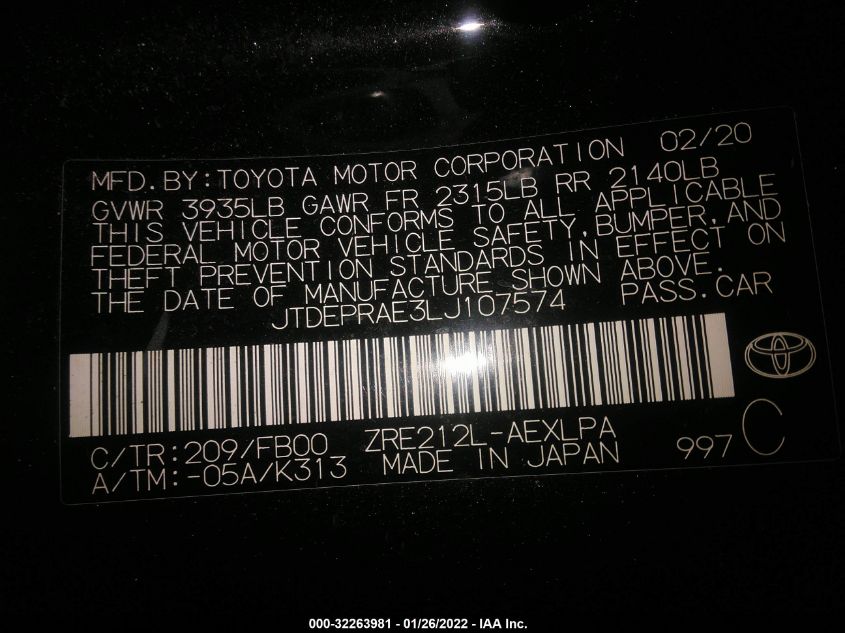 MFD.BY:TOYOTA MOTOR CORPORATION 02/20
GVWR 3935LB GAWR FR 2315LB RR 2140LB
THIS VEHICLE CONFORMS TO ALL APPLICABLE
FEDERAL MOTOR VEHICLE SAFETY,BUMPER,AND
THEFT PREVENTION STANDARDS IN EFFECT ON
THE DATE OF MANUFACTURE SHOWN ABOVE.
JTDEPRAE3LJ107574 PASS.CAR
C/TR:209/FB00 ZRE212L-AEXLPA
A/TM:-05A/K313 MADE IN JAPAN 997 C
000-32263981 - 01/26/2022 - IAA Inc.